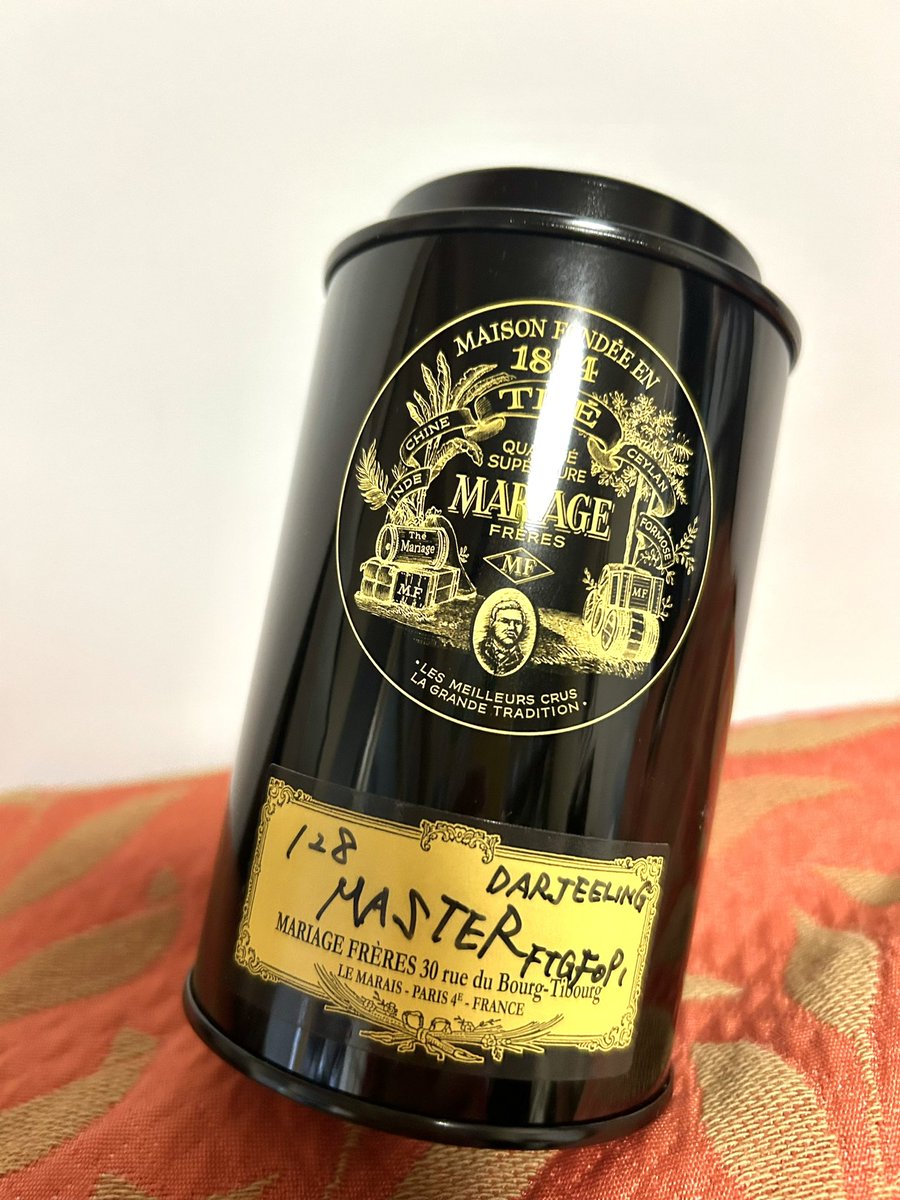 MAISON FONDÉE EN
1854
THÉ
CHINE
INDE
CEYLAN
FORMOSE
QUALITÉ
SUPÉRIEURE
MARIAGE
FRÈRES
MF
Thé
Mariage
M.F
MF
·LES MEILLEURS CRUS
LA GRANDE TRADITION·
128
DARJEELING
MASTER
FTGFOP1
MARIAGE FRÈRES 30 rue du Bourg-Tibourg
LE MARAIS - PARIS 4E - FRANCE